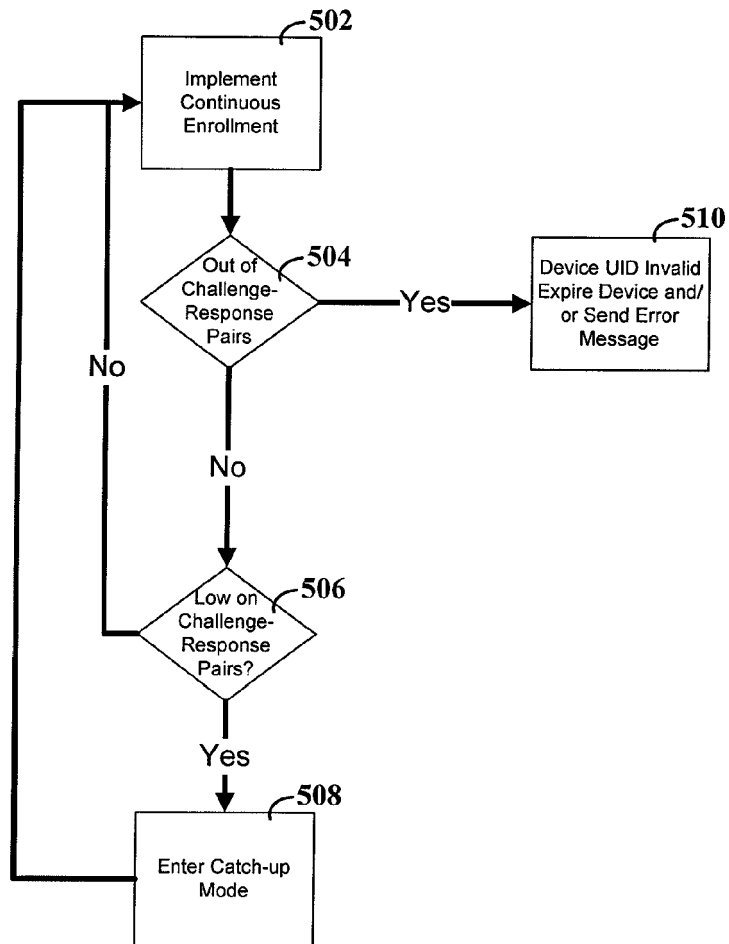 502
Implement
Continuous
Enrollment
504
Out of
Challenge-
Response
Pairs
Yes
510
Device UID Invalid
Expire Device and/
or Send Error
Message
No
No
506
Low on
Challenge-
Response
Pairs?
Yes
508
Enter Catch-up
Mode